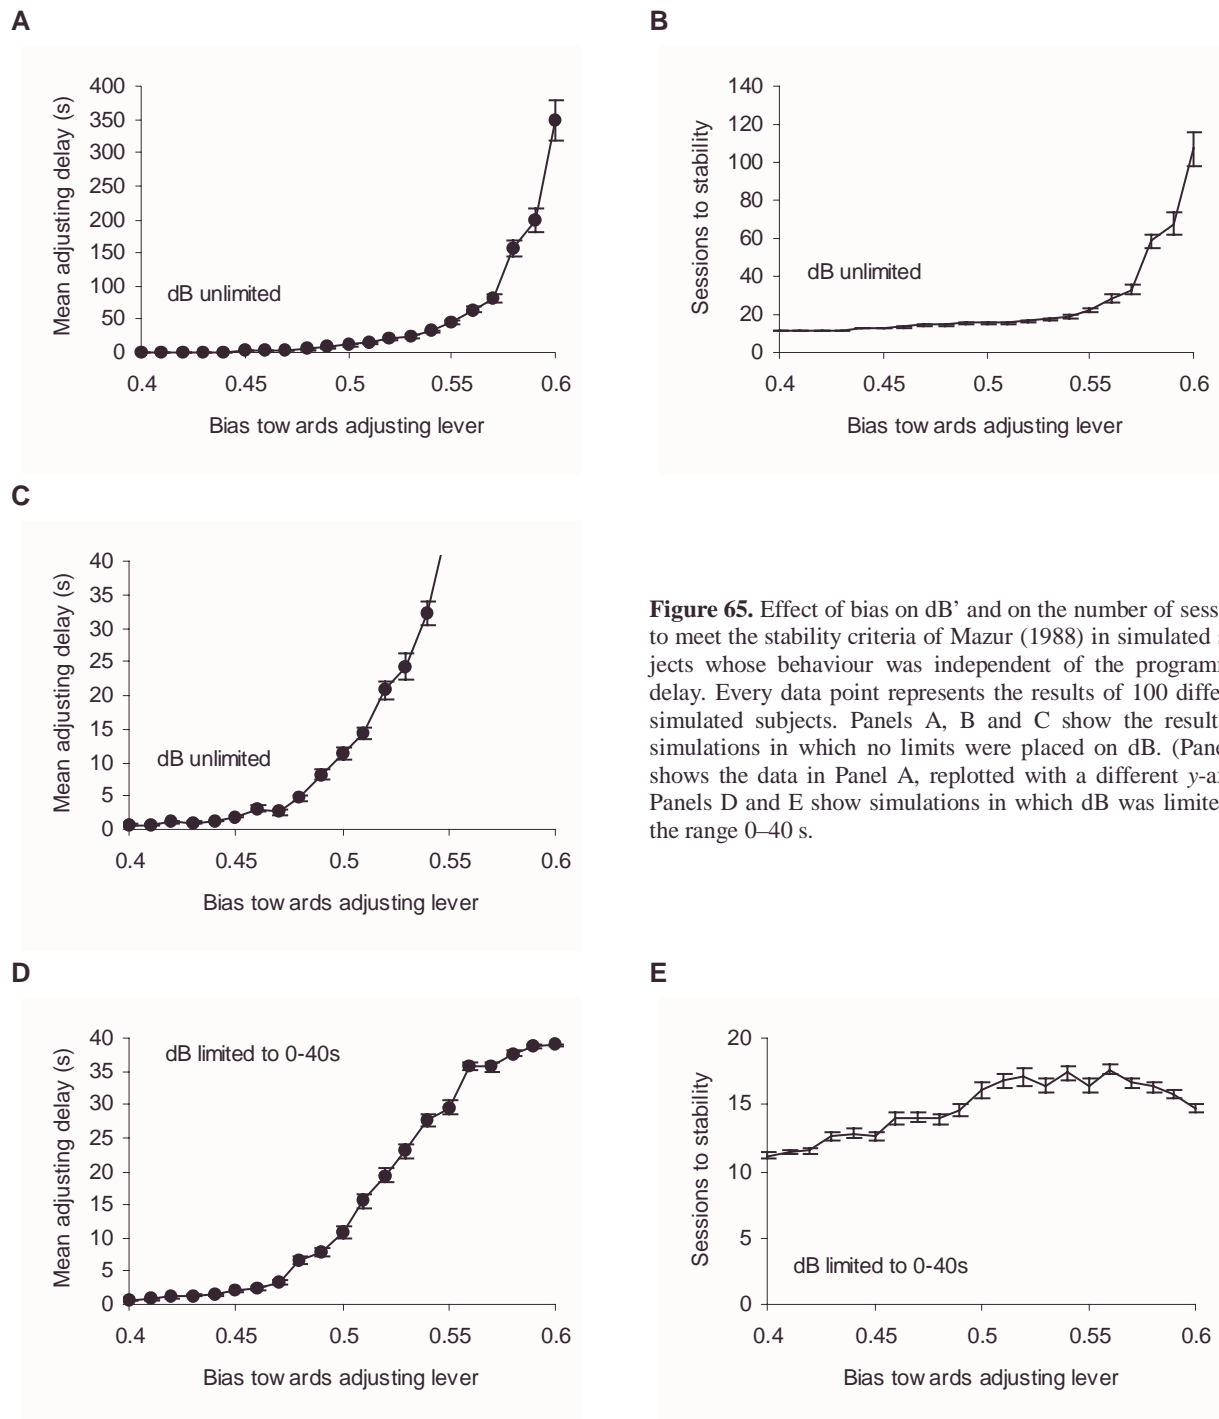 A
400
350
300
250
200
150
100
50
0
Mean adjusting delay (s)
dB unlimited
0.4 0.45 0.5 0.55 0.6
Bias tow ards adjusting lever
B
140
120
100
80
60
40
20
0
Sessions to stability
dB unlimited
0.4 0.45 0.5 0.55 0.6
Bias tow ards adjusting lever
C
40
35
30
25
20
15
10
5
0
Mean adjusting delay (s)
dB unlimited
0.4 0.45 0.5 0.55 0.6
Bias tow ards adjusting lever
Figure 65. Effect of bias on dB’ and on the number of sess
to meet the stability criteria of Mazur (1988) in simulated s
jects whose behaviour was independent of the programm
delay. Every data point represents the results of 100 diffe
simulated subjects. Panels A, B and C show the result
simulations in which no limits were placed on dB. (Pane
shows the data in Panel A, replotted with a different y-ax
Panels D and E show simulations in which dB was limite
the range 0–40 s.
D
40
35
30
25
20
15
10
5
0
Mean adjusting delay (s)
dB limited to 0-40s
0.4 0.45 0.5 0.55 0.6
Bias tow ards adjusting lever
E
20
15
10
5
0
Sessions to stability
dB limited to 0-40s
0.4 0.45 0.5 0.55 0.6
Bias tow ards adjusting lever